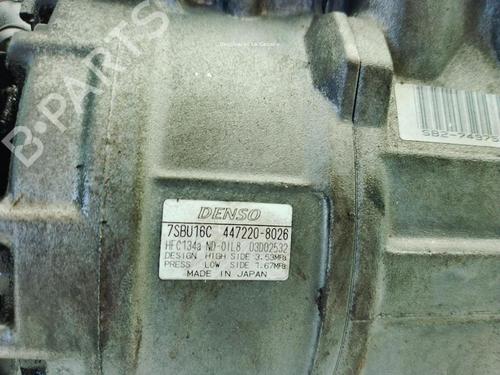 B-PARTS
DENSO
7SBU16C 447220-8026
HFC134a ND-OIL8 03D02532
DESIGN HIGH SIDE 3.53MPa
PRESS LOW SIDE 1.67MPa
MADE IN JAPAN